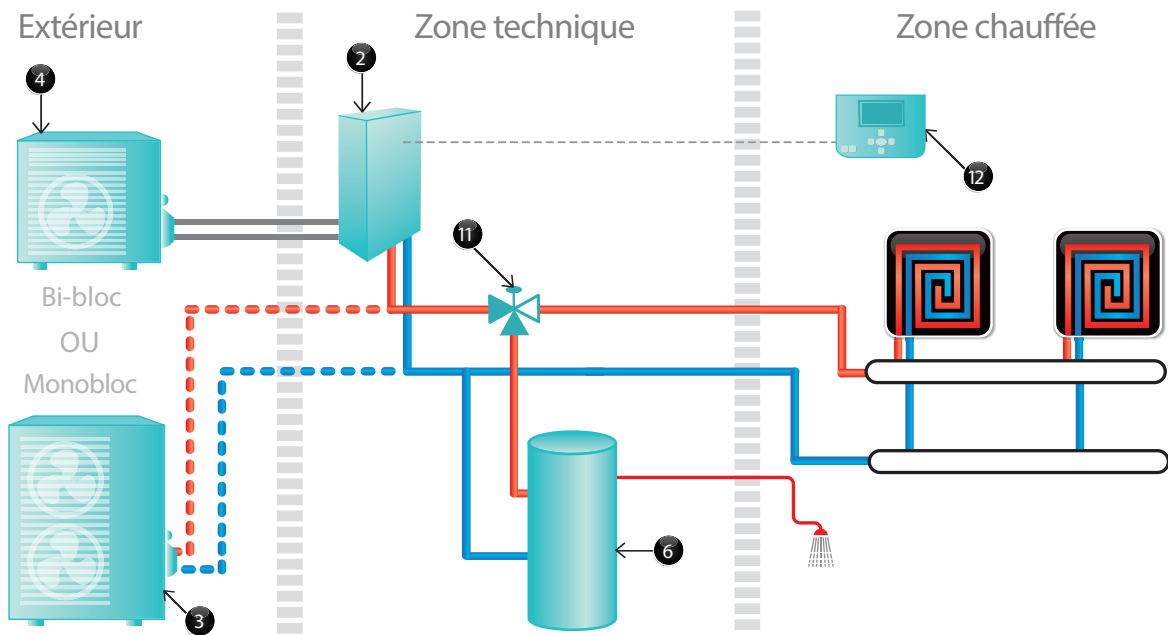 Extérieur
Zone technique
Zone chauffée
4
2
12
11
Bi-bloc
OU
Monobloc
6
3